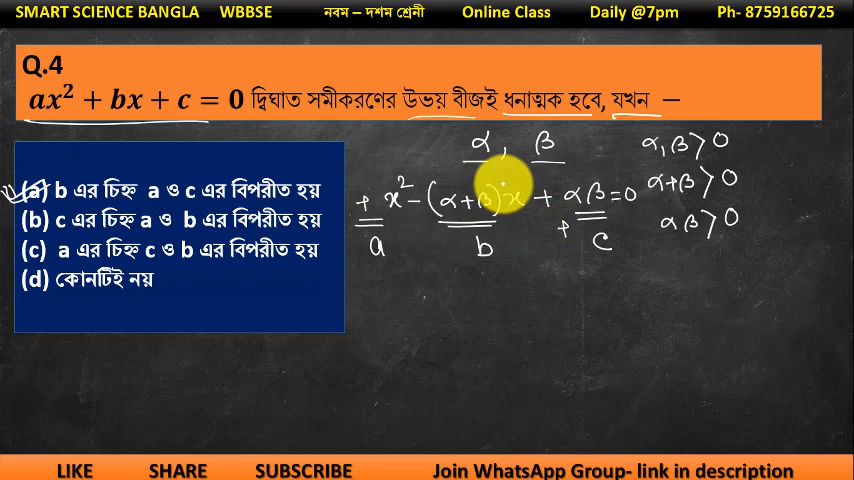 SMART SCIENCE BANGLA WBBSE নবম – দশম শ্রেনী Online Class Daily @7pm Ph- 8759166725
Q.4
ax² + bx + c = 0 দ্বিঘাত সমীকরণের উভয় বীজই ধনাত্মক হবে, যখন –
(a) b এর চিহ্ন a ও c এর বিপরীত হয়
(b) c এর চিহ্ন a ও b এর বিপরীত হয়
(c) a এর চিহ্ন c ও b এর বিপরীত হয়
(d) কোনটিই নয়
α, β
α, β > 0
+ x² - (α+β)x + αβ = 0
α+β > 0
+
αβ > 0
a b c
LIKE SHARE SUBSCRIBE Join WhatsApp Group- link in description